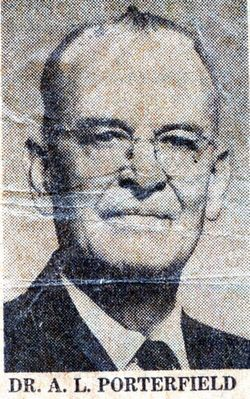 DR. A. L. PORTERFIELD